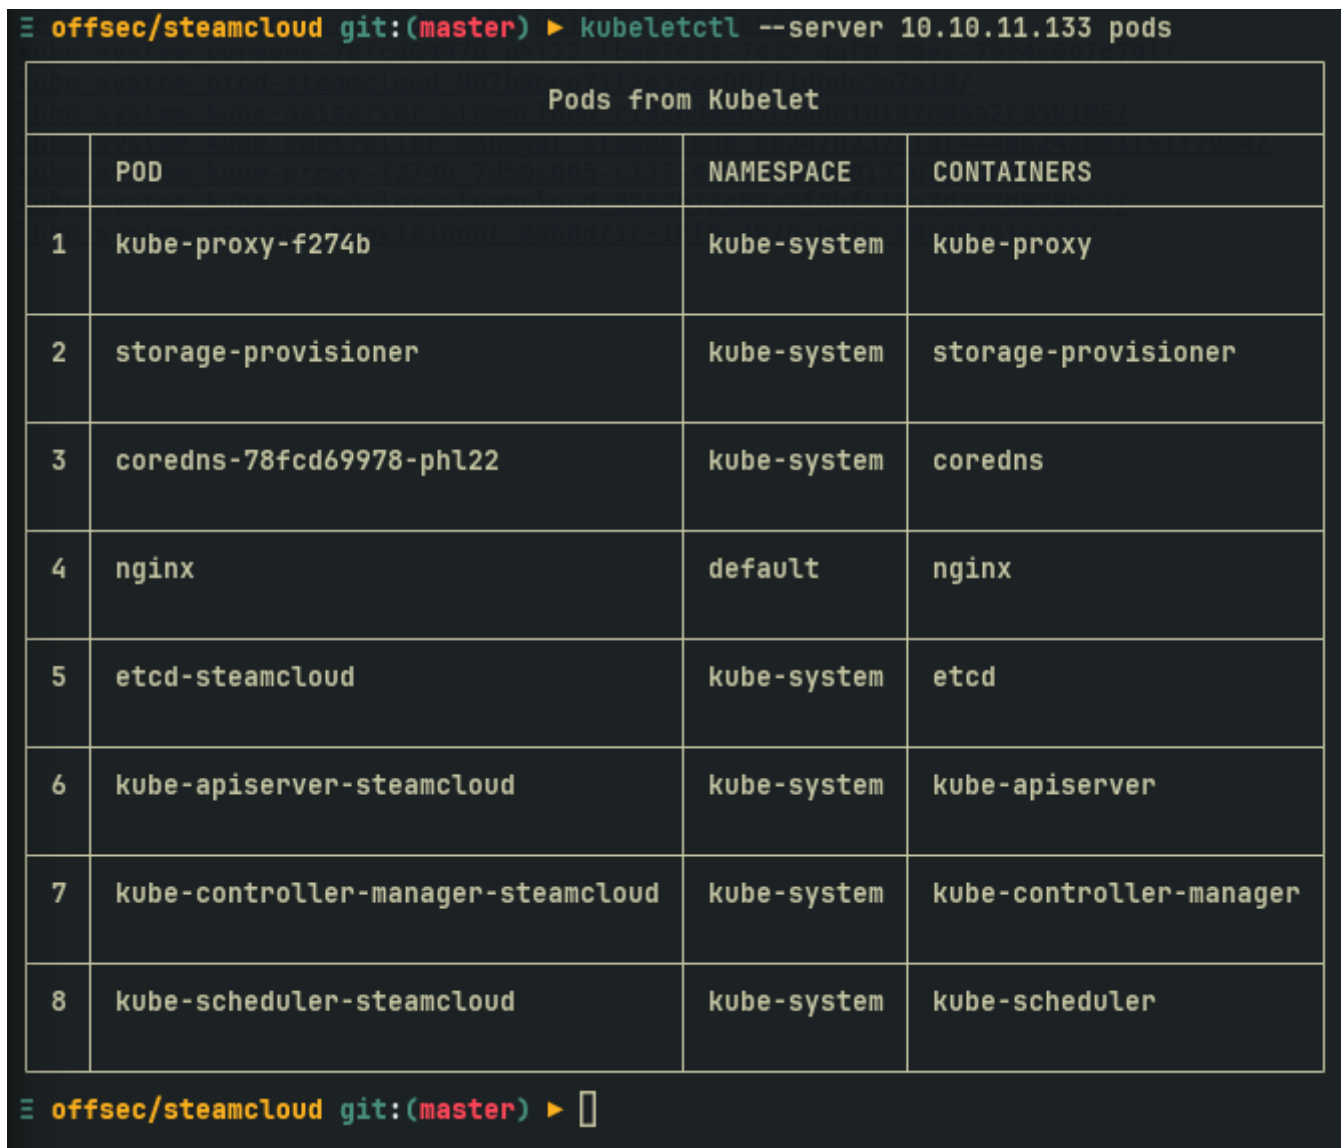 Ξ offsec/steamcloud git:(master) ▶ kubeletctl --server 10.10.11.133 pods
Pods from Kubelet
POD NAMESPACE CONTAINERS
1 kube-proxy-f274b kube-system kube-proxy
2 storage-provisioner kube-system storage-provisioner
3 coredns-78fcd69978-phl22 kube-system coredns
4 nginx default nginx
5 etcd-steamcloud kube-system etcd
6 kube-apiserver-steamcloud kube-system kube-apiserver
7 kube-controller-manager-steamcloud kube-system kube-controller-manager
8 kube-scheduler-steamcloud kube-system kube-scheduler
Ξ offsec/steamcloud git:(master) ▶